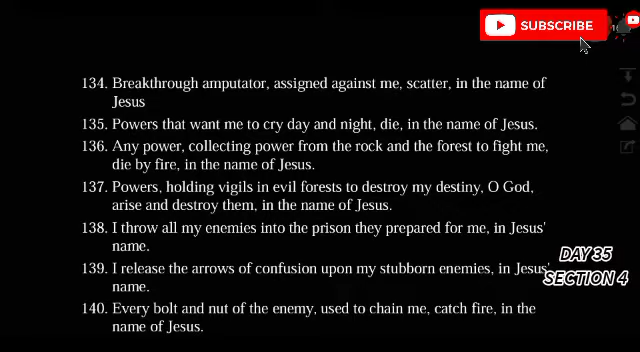 SUBSCRIBE
134. Breakthrough amputator, assigned against me, scatter, in the name of
Jesus
135. Powers that want me to cry day and night, die, in the name of Jesus.
136. Any power, collecting power from the rock and the forest to fight me,
die by fire, in the name of Jesus.
137. Powers, holding vigils in evil forests to destroy my destiny, O God,
arise and destroy them, in the name of Jesus.
138. I throw all my enemies into the prison they prepared for me, in Jesus'
name.
139. I release the arrows of confusion upon my stubborn enemies, in Jesus'
name.
140. Every bolt and nut of the enemy, used to chain me, catch fire, in the
name of Jesus.
DAY 35
SECTION 4